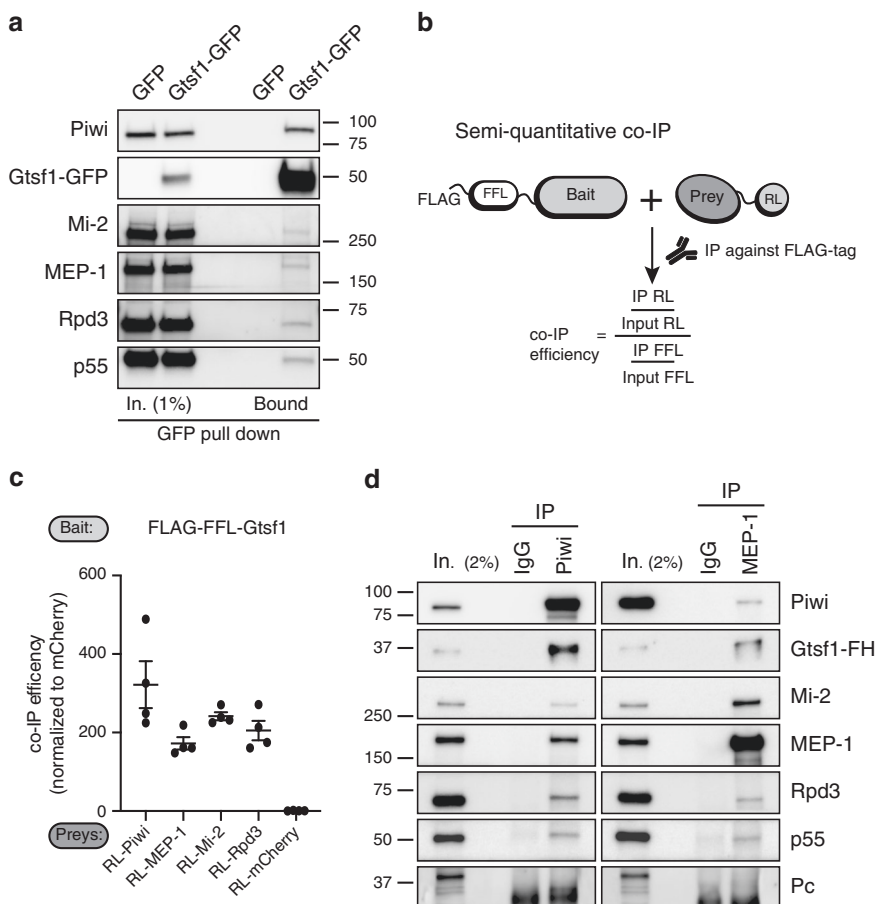 a
GFP
Gtsf1-GFP
GFP
Gtsf1-GFP
Piwi
100
75
Gtsf1-GFP
50
Mi-2
250
MEP-1
150
Rpd3
75
p55
50
In. (1%)
Bound
GFP pull down
b
Semi-quantitative co-IP
FLAG
FFL
Bait
+
Prey
RL
IP against FLAG-tag
co-IP efficiency
=
IP RL
Input RL
IP FFL
Input FFL
c
Bait:
FLAG-FFL-Gtsf1
co-IP efficency
(normalized to mCherry)
600
400
200
0
Preys:
RL-Piwi
RL-MEP-1
RL-Mi-2
RL-Rpd3
RL-mCherry
d
IP
IP
In. (2%)
IgG
Piwi
In. (2%)
IgG
MEP-1
100
75
Piwi
37
Gtsf1-FH
250
Mi-2
150
MEP-1
75
Rpd3
50
p55
37
Pc